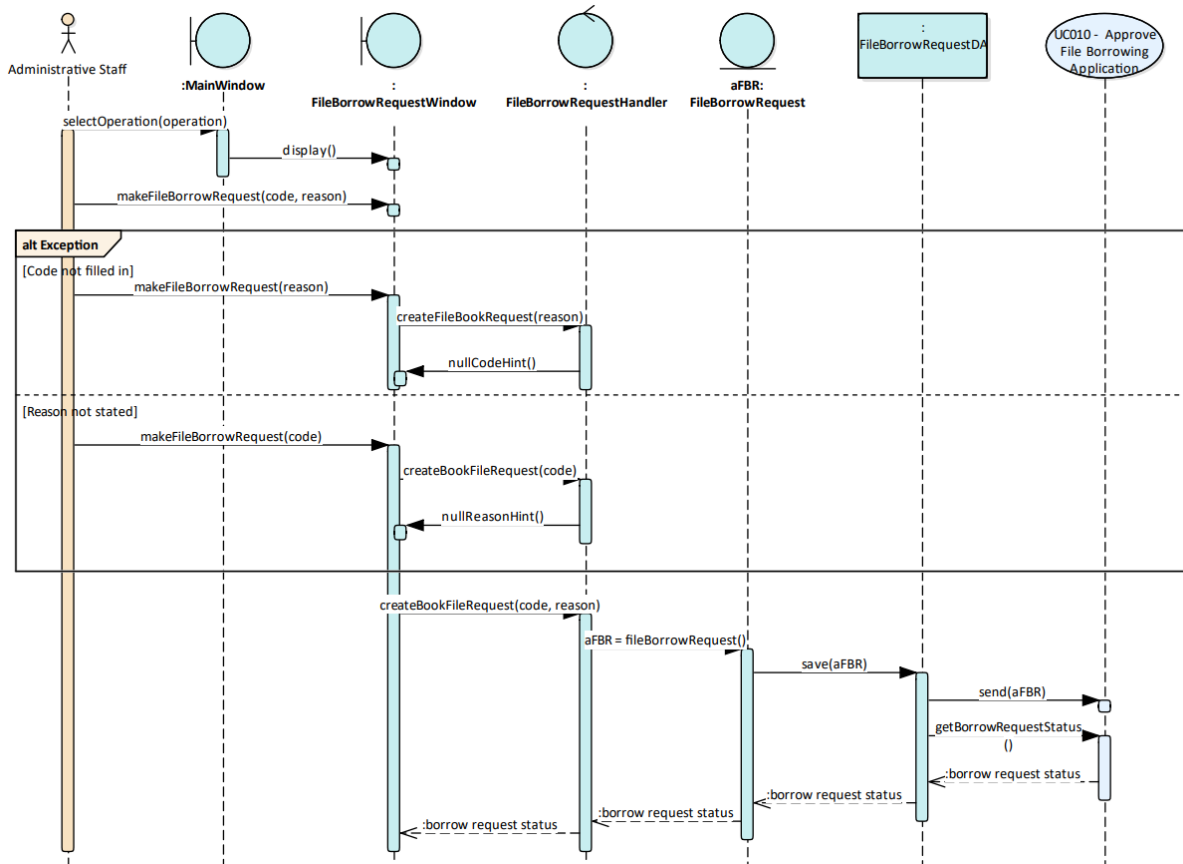 Administrative Staff
:MainWindow
:
FileBorrowRequestWindow
:
FileBorrowRequestHandler
aFBR:
FileBorrowRequest
:
FileBorrowRequestDA
UC010 - Approve
File Borrowing
Application
selectOperation(operation)
display()
makeFileBorrowRequest(code, reason)
alt Exception
[Code not filled in]
makeFileBorrowRequest(reason)
createFileBookRequest(reason)
nullCodeHint()
[Reason not stated]
makeFileBorrowRequest(code)
createBookFileRequest(code)
nullReasonHint()
createBookFileRequest(code, reason)
aFBR = fileBorrowRequest()
save(aFBR)
send(aFBR)
getBorrowRequestStatus
()
:borrow request status
:borrow request status
:borrow request status
:borrow request status